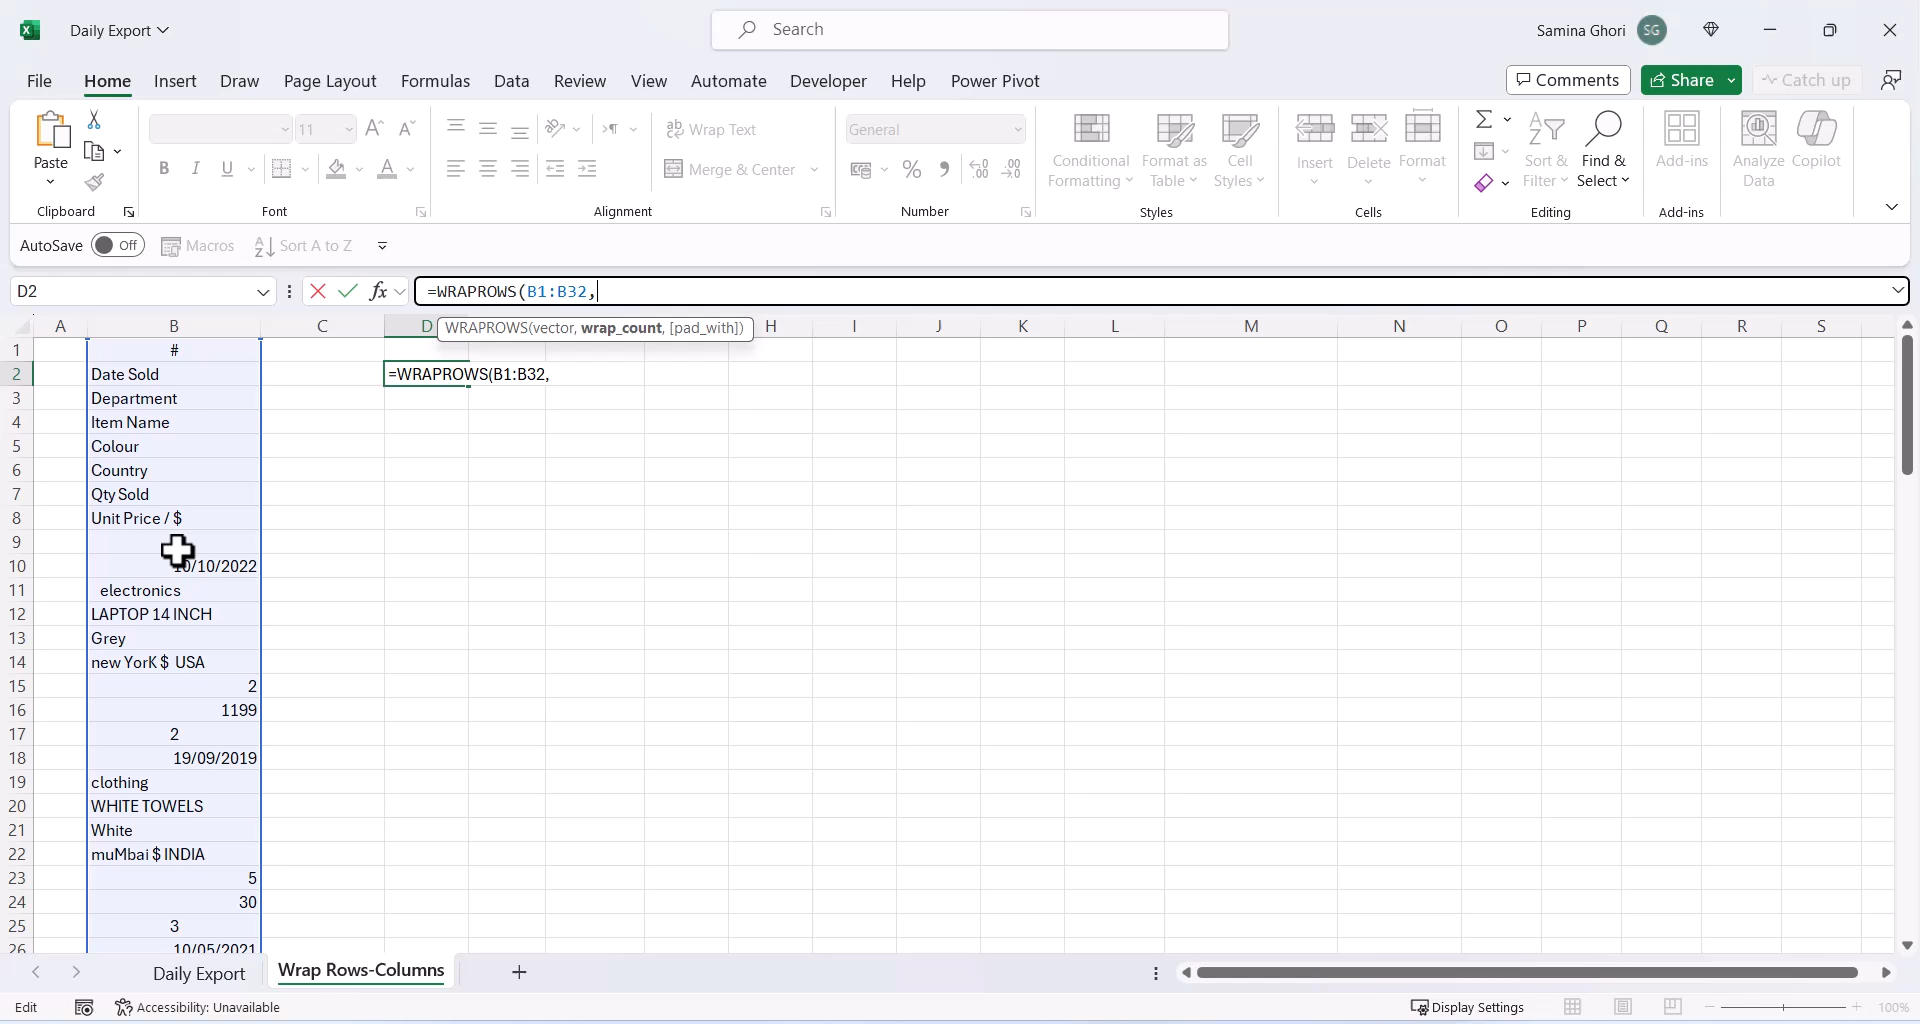 Daily Export
Search
Samina Ghori SG
File Home Insert Draw Page Layout Formulas Data Review View Automate Developer Help Power Pivot
Comments Share Catch up
Paste
Clipboard
11
B I U
Font
Wrap Text
Merge & Center
Alignment
General
Number
Conditional Formatting
Format as Table
Cell Styles
Styles
Insert Delete Format
Cells
Sort & Filter
Find & Select
Editing
Add-ins
Add-ins
Analyze Data
Copilot
AutoSave Off Macros Sort A to Z
D2 fx =WRAPROWS(B1:B32,
WRAPROWS(vector, wrap_count, [pad_with])
A B C D H I J K L M N O P Q R S
1 #
2 Date Sold =WRAPROWS(B1:B32,
3 Department
4 Item Name
5 Colour
6 Country
7 Qty Sold
8 Unit Price / $
9
10 10/10/2022
11 electronics
12 LAPTOP 14 INCH
13 Grey
14 new YorK $ USA
15 2
16 1199
17 2
18 19/09/2019
19 clothing
20 WHITE TOWELS
21 White
22 muMbai $ INDIA
23 5
24 30
25 3
26 10/05/2021
Daily Export Wrap Rows-Columns
Edit Accessibility: Unavailable Display Settings 100%